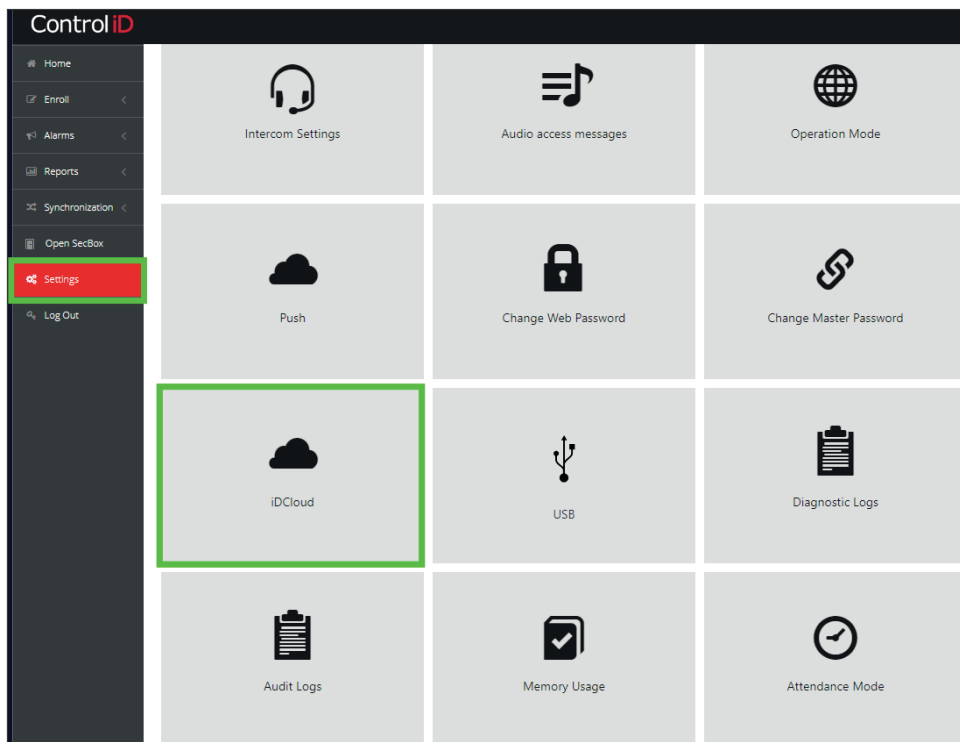 Control iD
Home
Enroll
Alarms
Reports
Synchronization
Open SecBox
Settings
Log Out
Intercom Settings
Audio access messages
Operation Mode
Push
Change Web Password
Change Master Password
iDCloud
USB
Diagnostic Logs
Audit Logs
Memory Usage
Attendance Mode